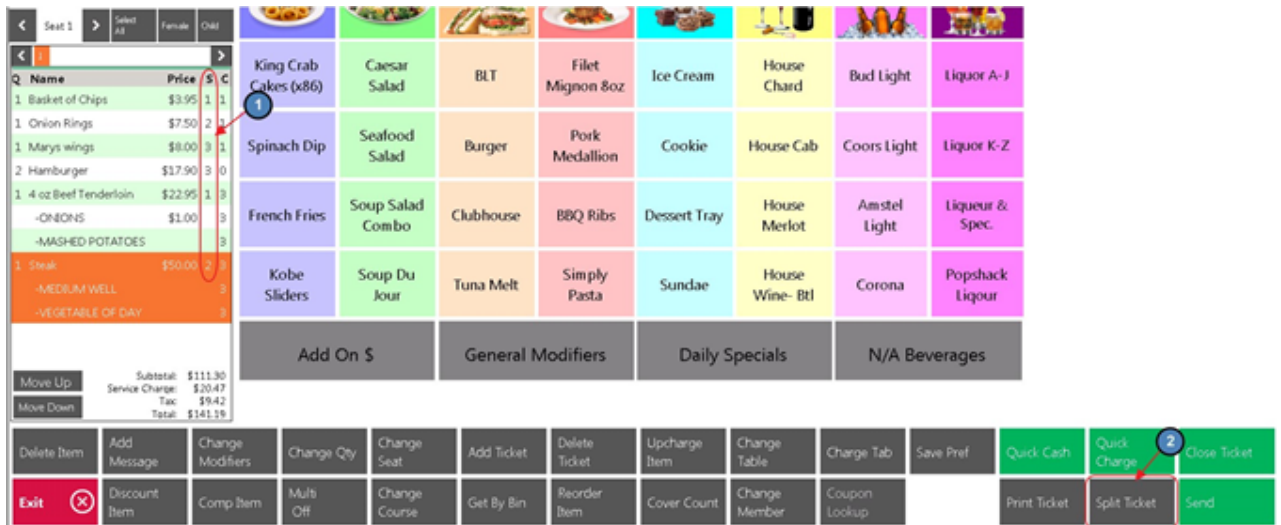 Seat 1
Select All
Female
Child
1
Q Name Price S C
1 Basket of Chips $3.95 1 1
1 Onion Rings $7.50 2 1
1 Marys wings $8.00 3 1
2 Hamburger $17.90 3 0
1 4 oz Beef Tenderloin $22.95 1 3
-ONIONS $1.00 3
-MASHED POTATOES 3
1 Steak $50.00 2 3
-MEDIUM WELL 3
-VEGETABLE OF DAY 3
Subtotal: $111.30
Service Charge: $20.47
Tax: $9.42
Total: $141.19
Move Up
Move Down
1
King Crab
Cakes (x86)
Caesar
Salad
BLT
Filet
Mignon 8oz
Ice Cream
House
Chard
Bud Light
Liquor A-J
Spinach Dip
Seafood
Salad
Burger
Pork
Medallion
Cookie
House Cab
Coors Light
Liquor K-Z
French Fries
Soup Salad
Combo
Clubhouse
BBQ Ribs
Dessert Tray
House
Merlot
Amstel
Light
Liqueur &
Spec.
Kobe
Sliders
Soup Du
Jour
Tuna Melt
Simply
Pasta
Sundae
House
Wine- Btl
Corona
Popshack
Liqour
Add On $
General Modifiers
Daily Specials
N/A Beverages
Delete Item
Add
Message
Change
Modifiers
Change Qty
Change
Seat
Add Ticket
Delete
Ticket
Upcharge
Item
Change
Table
Charge Tab
Save Pref
Quick Cash
Quick
Charge
2
Close Ticket
Exit
Discount
Item
Comp Item
Multi
Off
Change
Course
Get By Bin
Reorder
Item
Cover Count
Change
Member
Coupon
Lookup
Print Ticket
Split Ticket
Send